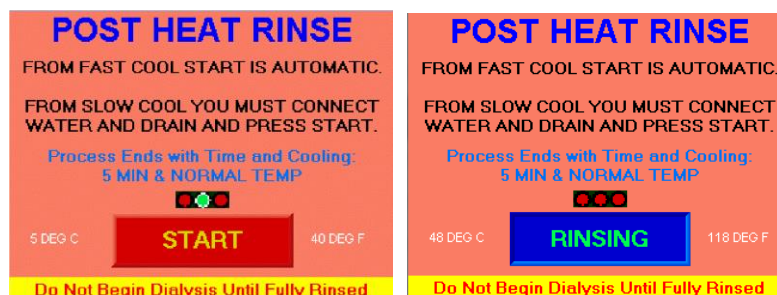 POST HEAT RINSE
FROM FAST COOL START IS AUTOMATIC.
FROM SLOW COOL YOU MUST CONNECT
WATER AND DRAIN AND PRESS START.
Process Ends with Time and Cooling:
5 MIN & NORMAL TEMP
5 DEG C
START
40 DEG F
Do Not Begin Dialysis Until Fully Rinsed
POST HEAT RINSE
FROM FAST COOL START IS AUTOMATIC.
FROM SLOW COOL YOU MUST CONNECT
WATER AND DRAIN AND PRESS START.
Process Ends with Time and Cooling:
5 MIN & NORMAL TEMP
48 DEG C
RINSING
118 DEG F
Do Not Begin Dialysis Until Fully Rinsed